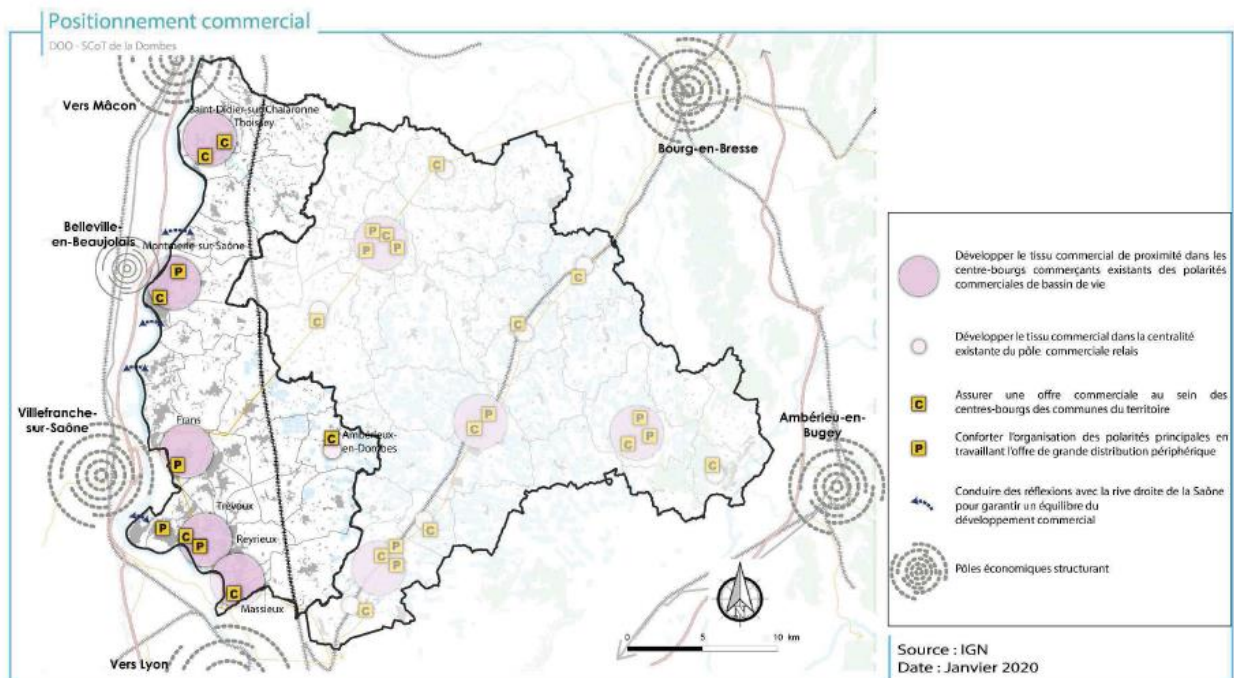 Positionnement commercial
DOO - SCoT de la Dombes
Vers Mâcon
Saint-Didier-sur-Chalaronne
Thoissey
C
C
Bourg-en-Bresse
C
Belleville-
en-Beaujolais
Montmerle-sur-Saône
P
C
P
C
P
P
C
C
C
Villefranche-
sur-Saône
Frans
P
C
Ambérieux-
en-Dombes
P
C
P
P
C
C
Ambérieu-en-
Bugey
Trévoux
P
C
P
Reyrieux
C
P
C
P
C
Massieux
C
Vers Lyon
0 5 10 km
Développer le tissu commercial de proximité dans les
centre-bourgs commerçants existants des polarités
commerciales de bassin de vie
Développer le tissu commercial dans la centralité
existante du pôle commerciale relais
C
Assurer une offre commerciale au sein des
centres-bourgs des communes du territoire
P
Conforter l'organisation des polarités principales en
travaillant l'offre de grande distribution périphérique
Conduire des réflexions avec la rive droite de la Saône
pour garantir un équilibre du
développement commercial
Pôles économiques structurant
Source : IGN
Date : Janvier 2020